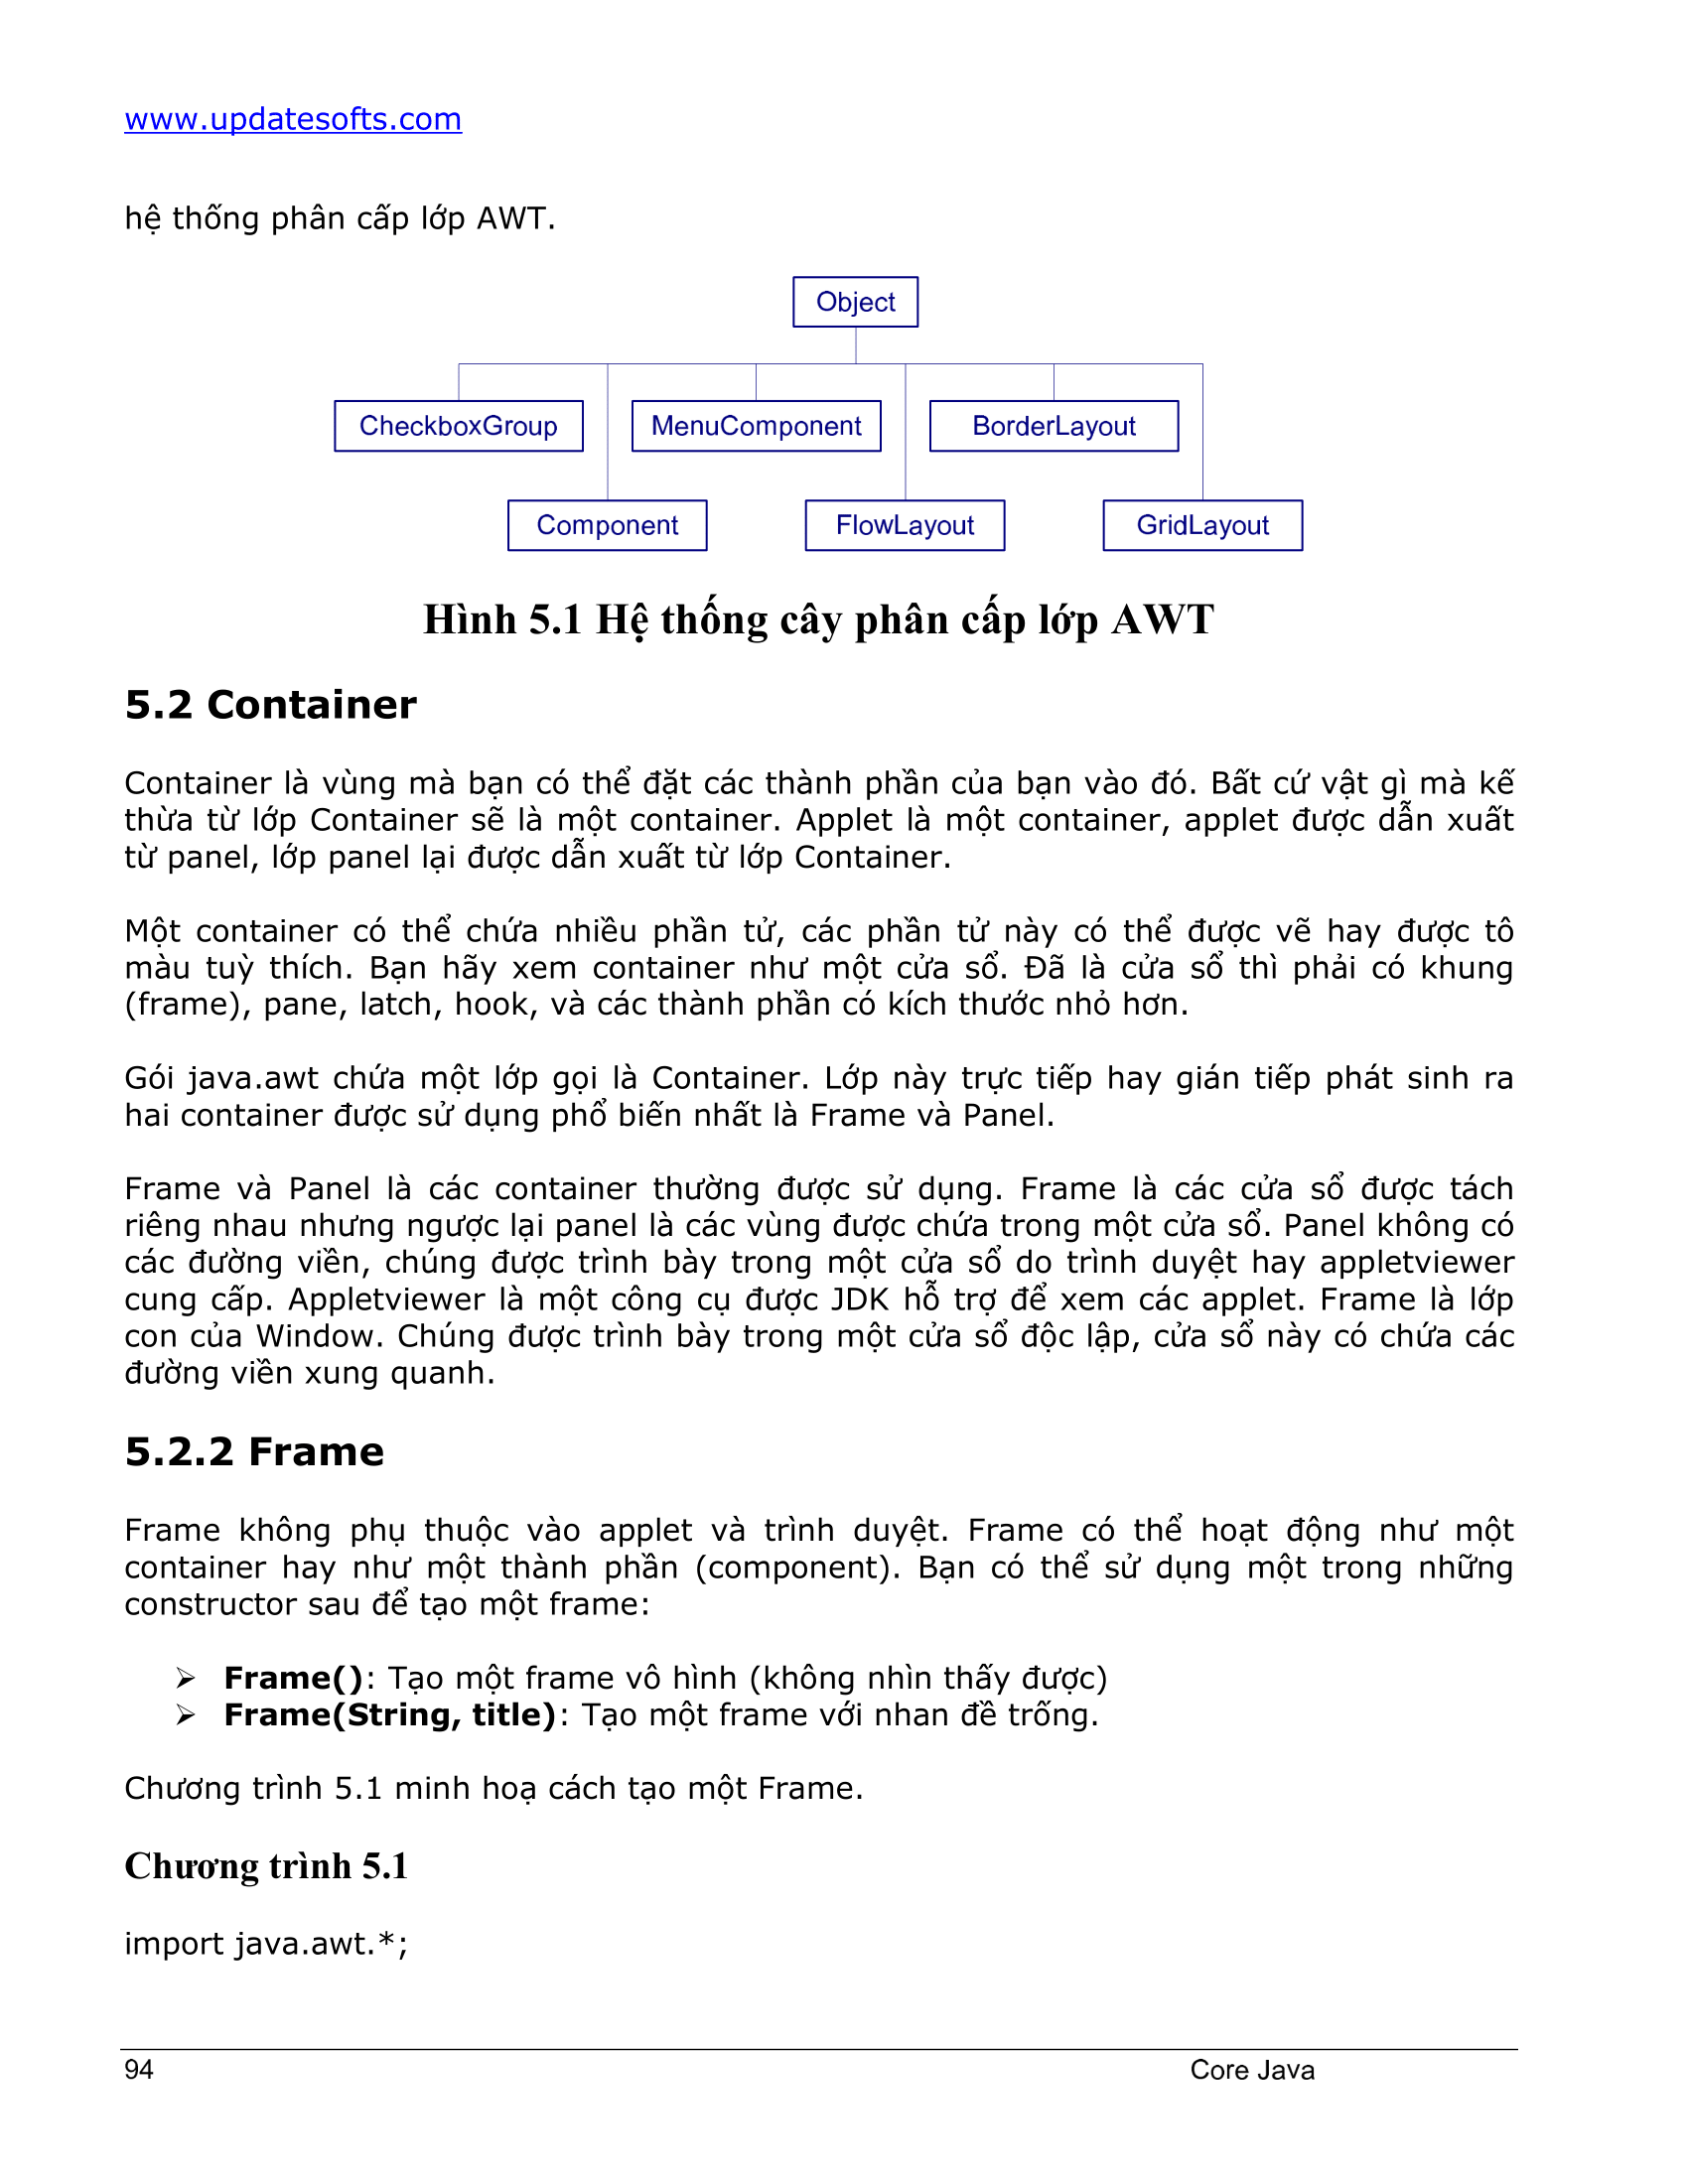 www.updatesofts.com
hệ thống phân cấp lớp AWT.
Object
CheckboxGroup
MenuComponent
BorderLayout
Component
FlowLayout
GridLayout
Hình 5.1 Hệ thống cây phân cấp lớp AWT
5.2 Container
Container là vùng mà bạn có thể đặt các thành phần của bạn vào đó. Bất cứ vật gì mà kế
thừa từ lớp Container sẽ là một container. Applet là một container, applet được dẫn xuất
từ panel, lớp panel lại được dẫn xuất từ lớp Container.
Một container có thể chứa nhiều phần tử, các phần tử này có thể được vẽ hay được tô
màu tuỳ thích. Bạn hãy xem container như một cửa sổ. Đã là cửa sổ thì phải có khung
(frame), pane, latch, hook, và các thành phần có kích thước nhỏ hơn.
Gói java.awt chứa một lớp gọi là Container. Lớp này trực tiếp hay gián tiếp phát sinh ra
hai container được sử dụng phổ biến nhất là Frame và Panel.
Frame và Panel là các container thường được sử dụng. Frame là các cửa sổ được tách
riêng nhau nhưng ngược lại panel là các vùng được chứa trong một cửa sổ. Panel không có
các đường viền, chúng được trình bày trong một cửa sổ do trình duyệt hay appletviewer
cung cấp. Appletviewer là một công cụ được JDK hỗ trợ để xem các applet. Frame là lớp
con của Window. Chúng được trình bày trong một cửa sổ độc lập, cửa sổ này có chứa các
đường viền xung quanh.
5.2.2 Frame
Frame không phụ thuộc vào applet và trình duyệt. Frame có thể hoạt động như một
container hay như một thành phần (component). Bạn có thể sử dụng một trong những
constructor sau để tạo một frame:
➢ Frame(): Tạo một frame vô hình (không nhìn thấy được)
➢ Frame(String, title): Tạo một frame với nhan đề trống.
Chương trình 5.1 minh hoạ cách tạo một Frame.
Chương trình 5.1
import java.awt.*;
94 Core Java